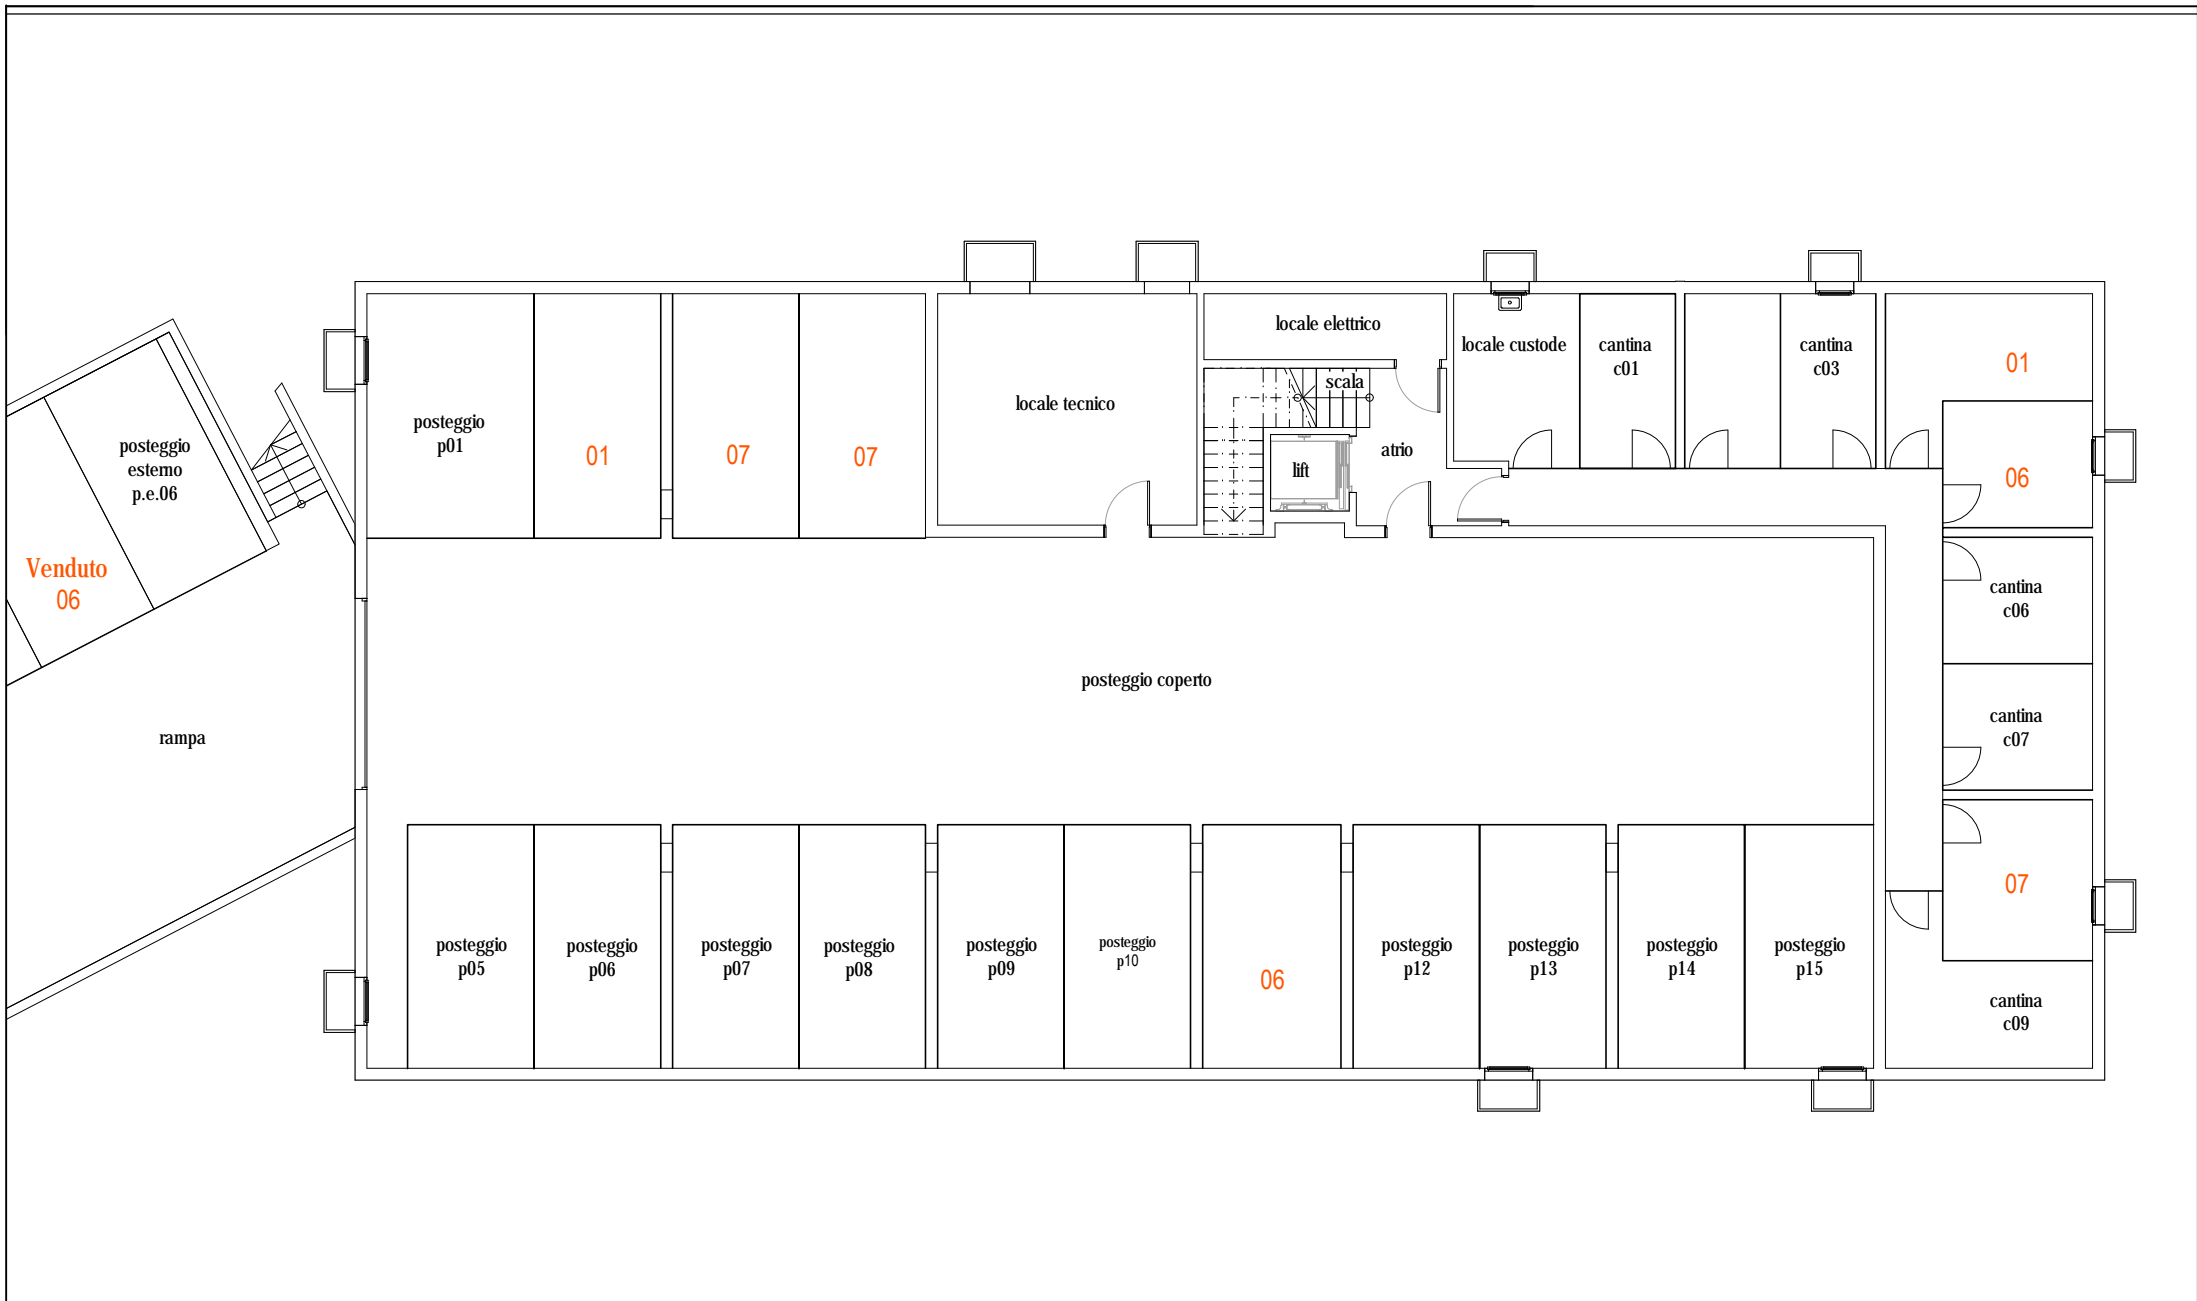 locale elettrico
locale custode
cantina
c01
cantina
c03
01
scala
locale tecnico
posteggio
p01
01
07
07
atrio
lift
06
posteggio
esterno
p.e.06
Venduto
06
cantina
c06
posteggio coperto
cantina
c07
rampa
07
posteggio
p05
posteggio
p06
posteggio
p07
posteggio
p08
posteggio
p09
posteggio
p10
06
posteggio
p12
posteggio
p13
posteggio
p14
posteggio
p15
cantina
c09